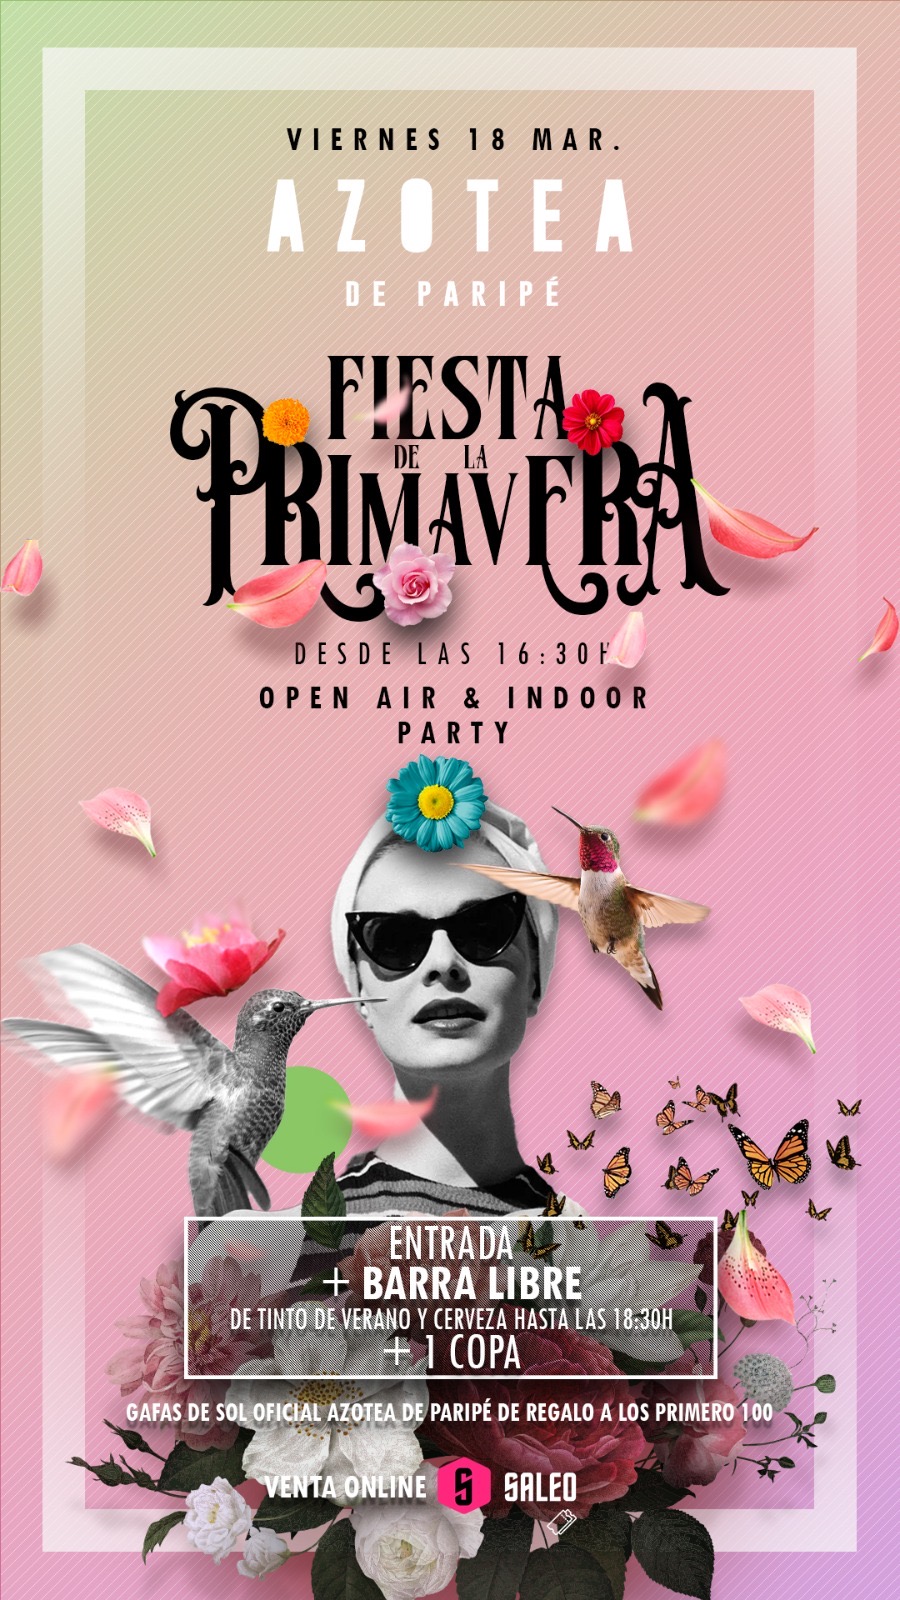 VIERNES 18 MAR.
AZOTEA
DE PARIPÉ
FIESTA
DE LA
PRIMAVERA
DESDE LAS 16:30H
OPEN AIR & INDOOR
PARTY
ENTRADA
+ BARRA LIBRE
DE TINTO DE VERANO Y CERVEZA HASTA LAS 18:30H
+ 1 COPA
GAFAS DE SOL OFICIAL AZOTEA DE PARIPÉ DE REGALO A LOS PRIMERO 100
VENTA ONLINE S SALEO